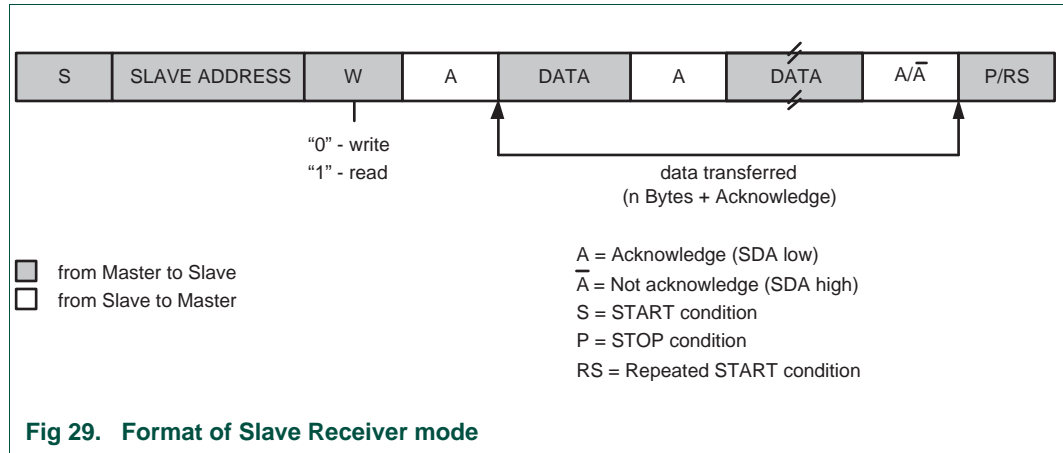 S SLAVE ADDRESS W A DATA A DATA A/A̅ P/RS
“0” - write
“1” - read
data transferred
(n Bytes + Acknowledge)
from Master to Slave
from Slave to Master
A = Acknowledge (SDA low)
A̅ = Not acknowledge (SDA high)
S = START condition
P = STOP condition
RS = Repeated START condition
Fig 29. Format of Slave Receiver mode